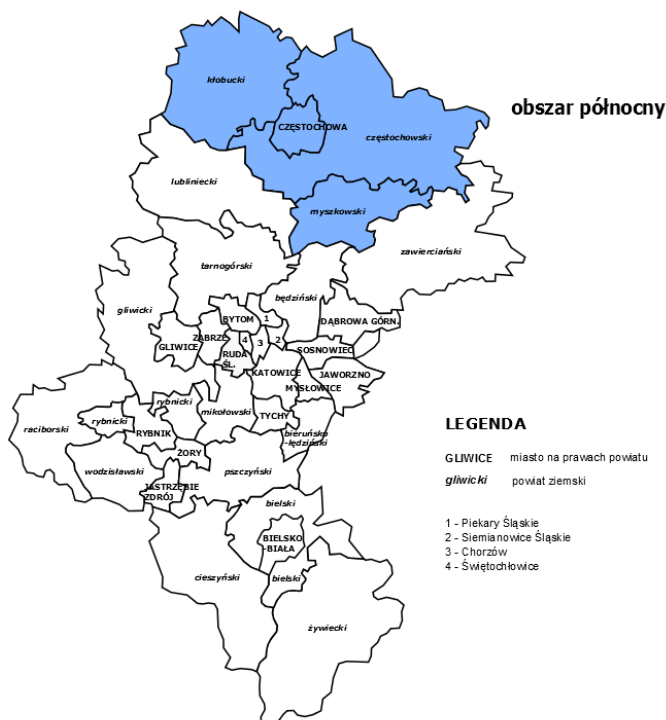 kłobucki
obszar północny
CZĘSTOCHOWA
częstochowski
lubliniecki
myszkowski
zawierciański
tarnogórski
będziński
gliwicki
BYTOM
1
DĄBROWA GÓRN.
ZABRZE
4
3
2
GLIWICE
RUDA
ŚL.
SOSNOWIEC
KATOWICE
JAWORZNO
MYSŁOWICE
rybnicki
mikołowski
TYCHY
raciborski
rybnicki
RYBNIK
bieruńsko
-lędziński
LEGENDA
ŻORY
GLIWICE miasto na prawach powiatu
wodzisławski
pszczyński
gliwicki powiat ziemski
JASTRZĘBIE
ZDRÓJ
bielski
1 - Piekary Śląskie
2 - Siemianowice Śląskie
3 - Chorzów
4 - Świętochłowice
BIELSKO
-BIAŁA
cieszyński
bielski
żywiecki